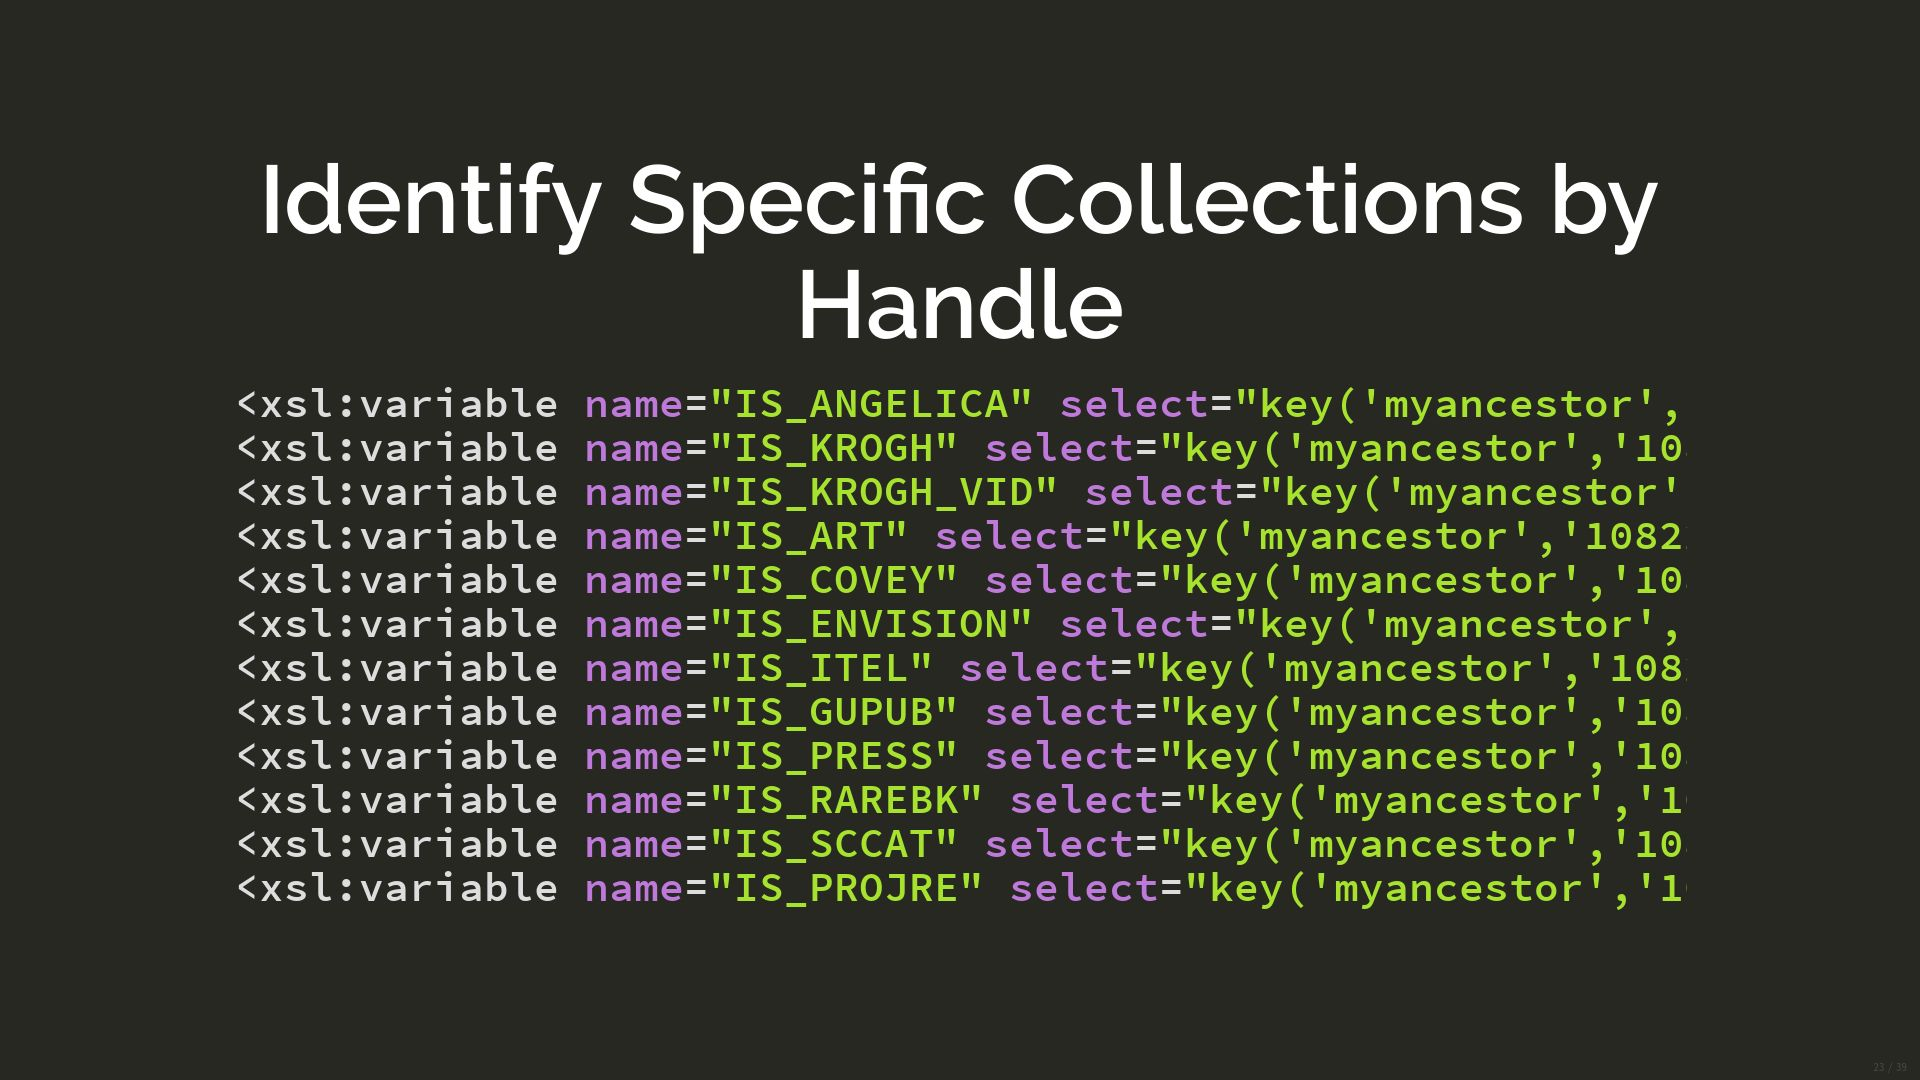 Identify Specific Collections by
Handle
<xsl:variable name="IS_ANGELICA" select="key('myancestor',
<xsl:variable name="IS_KROGH" select="key('myancestor','10
<xsl:variable name="IS_KROGH_VID" select="key('myancestor'
<xsl:variable name="IS_ART" select="key('myancestor','1082
<xsl:variable name="IS_COVEY" select="key('myancestor','10
<xsl:variable name="IS_ENVISION" select="key('myancestor',
<xsl:variable name="IS_ITEL" select="key('myancestor','108
<xsl:variable name="IS_GUPUB" select="key('myancestor','10
<xsl:variable name="IS_PRESS" select="key('myancestor','10
<xsl:variable name="IS_RAREBK" select="key('myancestor','1
<xsl:variable name="IS_SCCAT" select="key('myancestor','10
<xsl:variable name="IS_PROJRE" select="key('myancestor','1
23 / 39